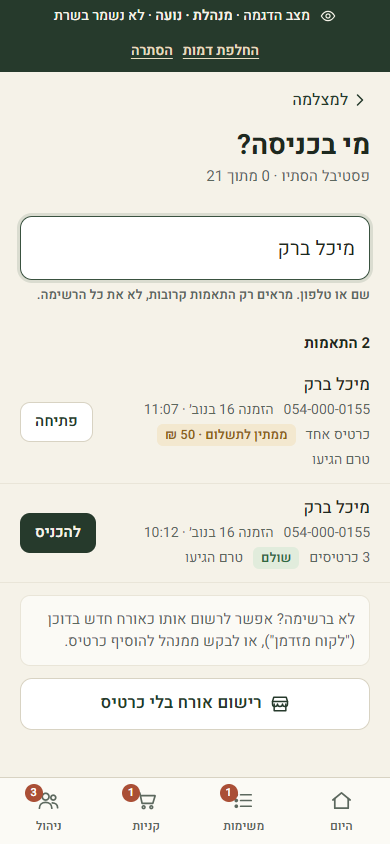 מצב הדגמה · מנהלת · נועה · לא נשמר בשרת
החלפת דמות הסתרה
למצלמה
מי בכניסה?
פסטיבל הסתיו · 0 מתוך 21
מיכל ברק
שם או טלפון. מראים רק התאמות קרובות, לא את כל הרשימה.
2 התאמות
מיכל ברק
054-000-0155 הזמנה 16 בנוב׳ · 11:07
כרטיס אחד ממתין לתשלום · 50 ₪
טרם הגיעו
פתיחה
מיכל ברק
054-000-0155 הזמנה 16 בנוב׳ · 10:12
3 כרטיסים שולם טרם הגיעו
להכניס
לא ברשימה? אפשר לרשום אותו כאורח חדש בדוכן
("לקוח מזדמן"), או לבקש ממנהל להוסיף כרטיס.
רישום אורח בלי כרטיס
היום
1 משימות
1 קניות
3 ניהול